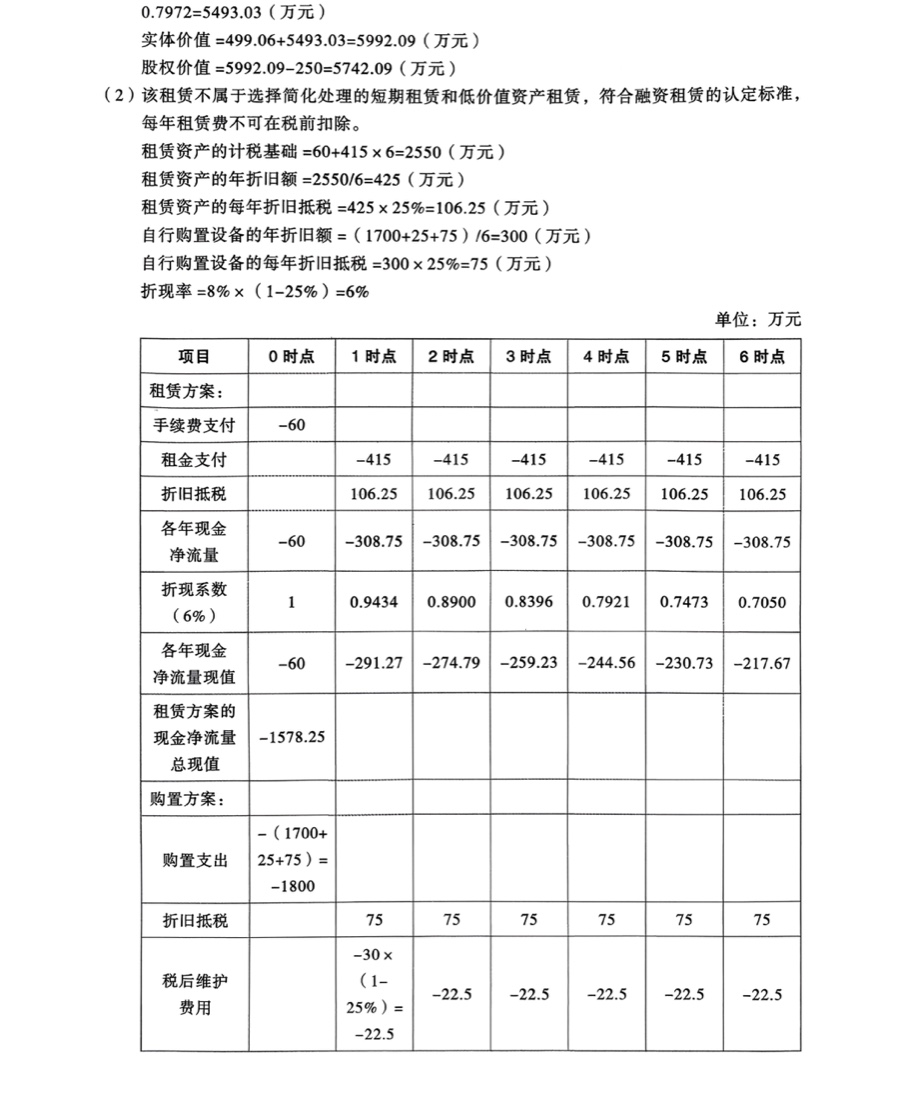 0.7972=5493.03（万元）
实体价值 =499.06+5493.03=5992.09（万元）
股权价值 =5992.09-250=5742.09（万元）
（2）该租赁不属于选择简化处理的短期租赁和低价值资产租赁，符合融资租赁的认定标准，
每年租赁费不可在税前扣除。
租赁资产的计税基础 =60+415×6=2550（万元）
租赁资产的年折旧额 =2550/6=425（万元）
租赁资产的每年折旧抵税 =425×25%=106.25（万元）
自行购置设备的年折旧额 =（1700+25+75）/6=300（万元）
自行购置设备的每年折旧抵税 =300×25%=75（万元）
折现率 =8%×（1-25%）=6%
单位：万元
项目 0时点 1时点 2时点 3时点 4时点 5时点 6时点
租赁方案：
手续费支付 -60
租金支付 -415 -415 -415 -415 -415 -415
折旧抵税 106.25 106.25 106.25 106.25 106.25 106.25
各年现金
净流量 -60 -308.75 -308.75 -308.75 -308.75 -308.75 -308.75
折现系数
（6%） 1 0.9434 0.8900 0.8396 0.7921 0.7473 0.7050
各年现金
净流量现值 -60 -291.27 -274.79 -259.23 -244.56 -230.73 -217.67
租赁方案的
现金净流量 -1578.25
总现值
购置方案：
购置支出 -（1700+
25+75）=
-1800
折旧抵税 75 75 75 75 75 75
税后维护
费用 -30×
（1-
25%）=
-22.5 -22.5 -22.5 -22.5 -22.5 -22.5